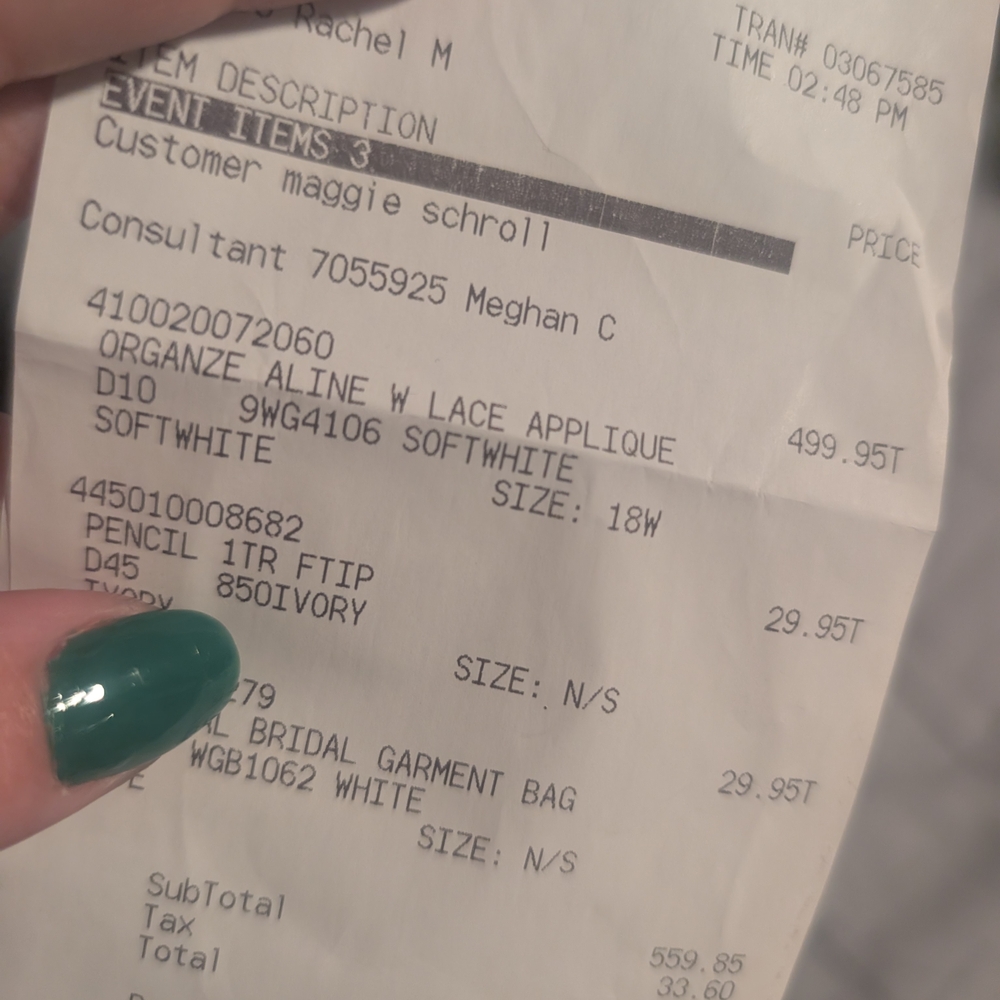 Rachel M
TRAN# 03067585
TIME 02:48 PM
ITEM DESCRIPTION
PRICE
EVENT ITEMS 3
Customer maggie schroll
Consultant 7055925 Meghan C
410020072060
ORGANZE ALINE W LACE APPLIQUE 499.95T
D10 9WG4106 SOFTWHITE
SOFTWHITE SIZE: 18W
445010008682
PENCIL 1TR FTIP 29.95T
D45 850IVORY
IVORY SIZE: N/S
79
BRIDAL GARMENT BAG 29.95T
WGB1062 WHITE
SIZE: N/S
SubTotal 559.85
Tax 33.60
Total